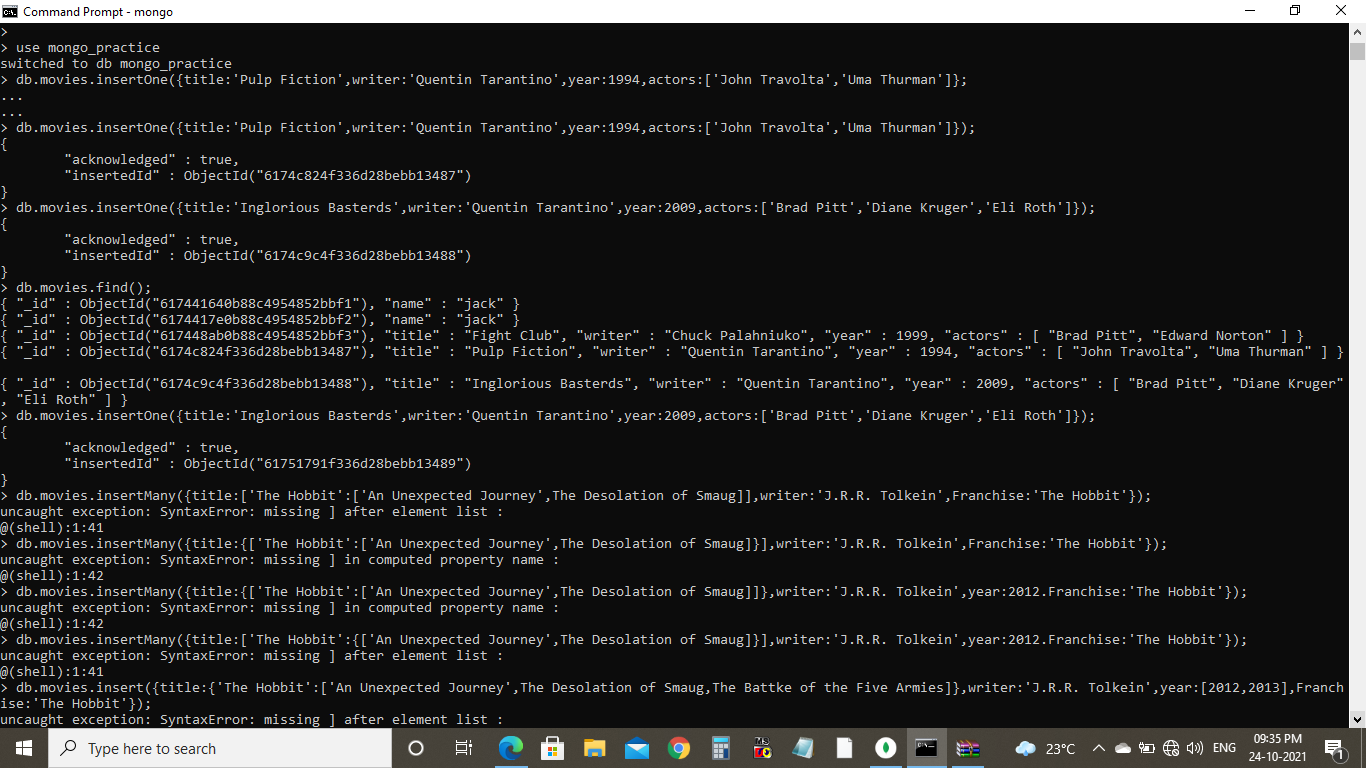 Command Prompt - mongo
>
> use mongo_practice
switched to db mongo_practice
> db.movies.insertOne({title:'Pulp Fiction',writer:'Quentin Tarantino',year:1994,actors:['John Travolta','Uma Thurman']};
...
...
> db.movies.insertOne({title:'Pulp Fiction',writer:'Quentin Tarantino',year:1994,actors:['John Travolta','Uma Thurman']});
{
"acknowledged" : true,
"insertedId" : ObjectId("6174c824f336d28bebb13487")
}
> db.movies.insertOne({title:'Inglorious Basterds',writer:'Quentin Tarantino',year:2009,actors:['Brad Pitt','Diane Kruger','Eli Roth']});
{
"acknowledged" : true,
"insertedId" : ObjectId("6174c9c4f336d28bebb13488")
}
> db.movies.find();
{ "_id" : ObjectId("617441640b88c4954852bbf1"), "name" : "jack" }
{ "_id" : ObjectId("6174417e0b88c4954852bbf2"), "name" : "jack" }
{ "_id" : ObjectId("617448ab0b88c4954852bbf3"), "title" : "Fight Club", "writer" : "Chuck Palahniuko", "year" : 1999, "actors" : [ "Brad Pitt", "Edward Norton" ] }
{ "_id" : ObjectId("6174c824f336d28bebb13487"), "title" : "Pulp Fiction", "writer" : "Quentin Tarantino", "year" : 1994, "actors" : [ "John Travolta", "Uma Thurman" ] }
{ "_id" : ObjectId("6174c9c4f336d28bebb13488"), "title" : "Inglorious Basterds", "writer" : "Quentin Tarantino", "year" : 2009, "actors" : [ "Brad Pitt", "Diane Kruger"
, "Eli Roth" ] }
> db.movies.insertOne({title:'Inglorious Basterds',writer:'Quentin Tarantino',year:2009,actors:['Brad Pitt','Diane Kruger','Eli Roth']});
{
"acknowledged" : true,
"insertedId" : ObjectId("61751791f336d28bebb13489")
}
> db.movies.insertMany({title:['The Hobbit':['An Unexpected Journey',The Desolation of Smaug]],writer:'J.R.R. Tolkein',Franchise:'The Hobbit'});
uncaught exception: SyntaxError: missing ] after element list :
@(shell):1:41
> db.movies.insertMany({title:{['The Hobbit':['An Unexpected Journey',The Desolation of Smaug]}],writer:'J.R.R. Tolkein',Franchise:'The Hobbit'});
uncaught exception: SyntaxError: missing ] in computed property name :
@(shell):1:42
> db.movies.insertMany({title:{['The Hobbit':['An Unexpected Journey',The Desolation of Smaug]]},writer:'J.R.R. Tolkein',year:2012.Franchise:'The Hobbit'});
uncaught exception: SyntaxError: missing ] in computed property name :
@(shell):1:42
> db.movies.insertMany({title:['The Hobbit':{['An Unexpected Journey',The Desolation of Smaug]}],writer:'J.R.R. Tolkein',year:2012.Franchise:'The Hobbit'});
uncaught exception: SyntaxError: missing ] after element list :
@(shell):1:41
> db.movies.insert({title:{'The Hobbit':['An Unexpected Journey',The Desolation of Smaug,The Battke of the Five Armies]},writer:'J.R.R. Tolkein',year:[2012,2013],Franch
ise:'The Hobbit'});
uncaught exception: SyntaxError: missing ] after element list :
Type here to search
23°C
ENG
09:35 PM
24-10-2021
1